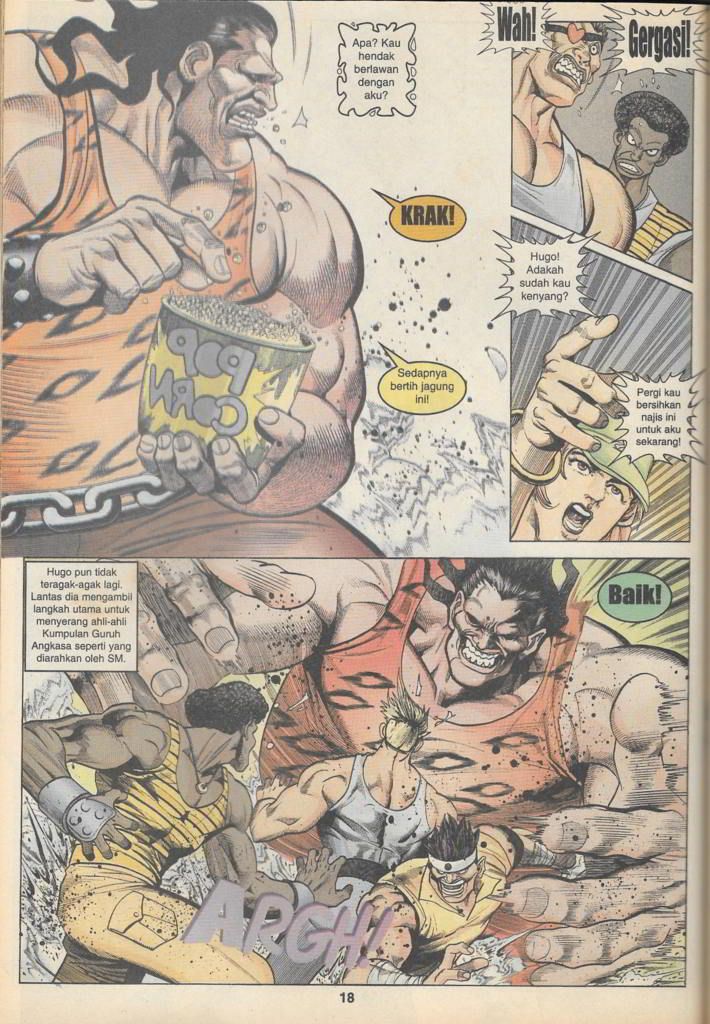 Apa? Kau
hendak
berlawan
dengan
aku?
Wah!
Gergasi!
KRAK!
POP
CORN
Sedapnya
bertih jagung
ini!
Hugo!
Adakah
sudah kau
kenyang?
Pergi kau
bersihkan
najis ini
untuk aku
sekarang!
Hugo pun tidak
teragak-agak lagi.
Lantas dia mengambil
langkah utama untuk
menyerang ahli-ahli
Kumpulan Guruh
Angkasa seperti yang
diarahkan oleh SM.
Baik!
ARGH!
18